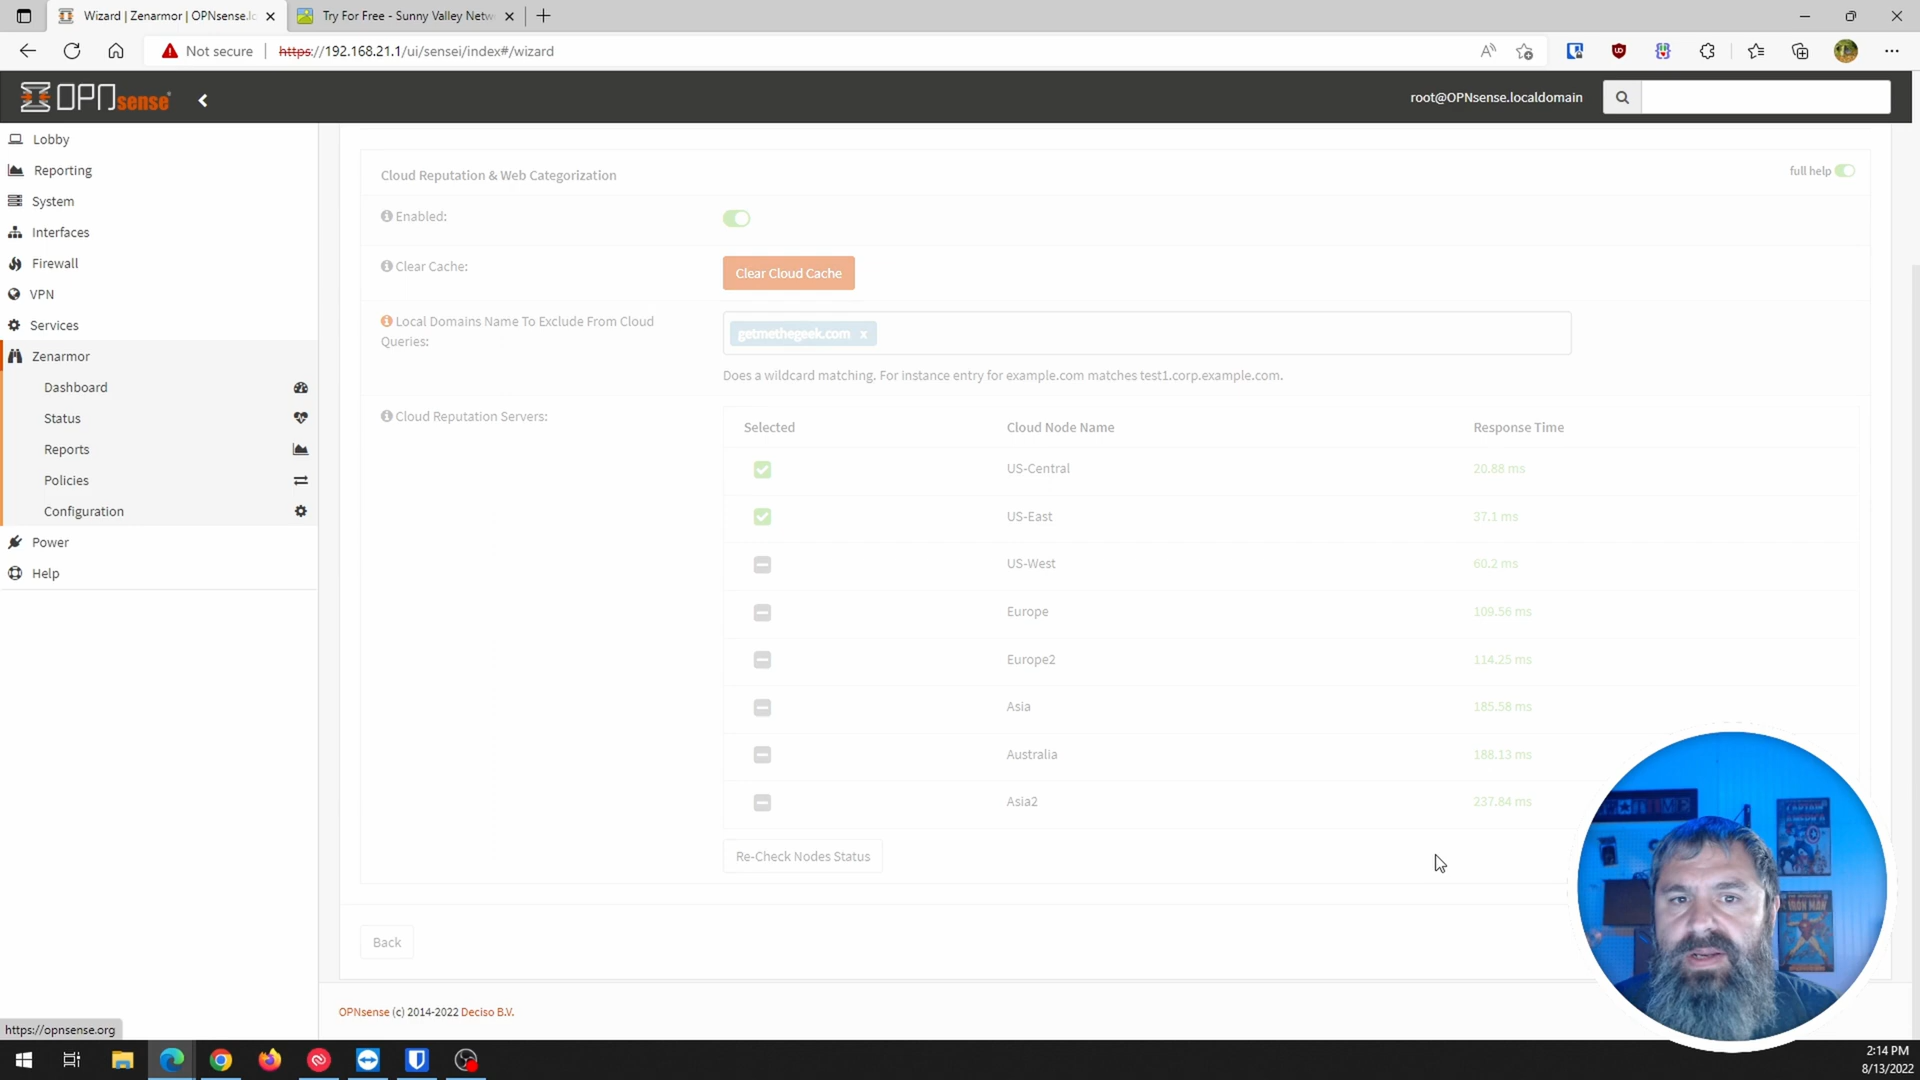 Wizard | Zenarmor | OPNsense.lo
Try For Free - Sunny Valley Netw
Not secure
https://192.168.21.1/ui/sensei/index#/wizard
OPNsense
root@OPNsense.localdomain
Lobby
Reporting
System
Interfaces
Firewall
VPN
Services
Zenarmor
Dashboard
Status
Reports
Policies
Configuration
Power
Help
Cloud Reputation & Web Categorization
full help
Enabled:
Clear Cache:
Clear Cloud Cache
Local Domains Name To Exclude From Cloud
Queries:
getmethegeek.com x
Does a wildcard matching. For instance entry for example.com matches test1.corp.example.com.
Cloud Reputation Servers:
Selected Cloud Node Name Response Time
US-Central 20.88 ms
US-East 37.1 ms
US-West 60.2 ms
Europe 109.56 ms
Europe2 114.25 ms
Asia 185.58 ms
Australia 188.13 ms
Asia2 237.84 ms
Re-Check Nodes Status
Back
OPNsense (c) 2014-2022 Deciso B.V.
https://opnsense.org
CAPTAIN
IRON MAN
2:14 PM
8/13/2022